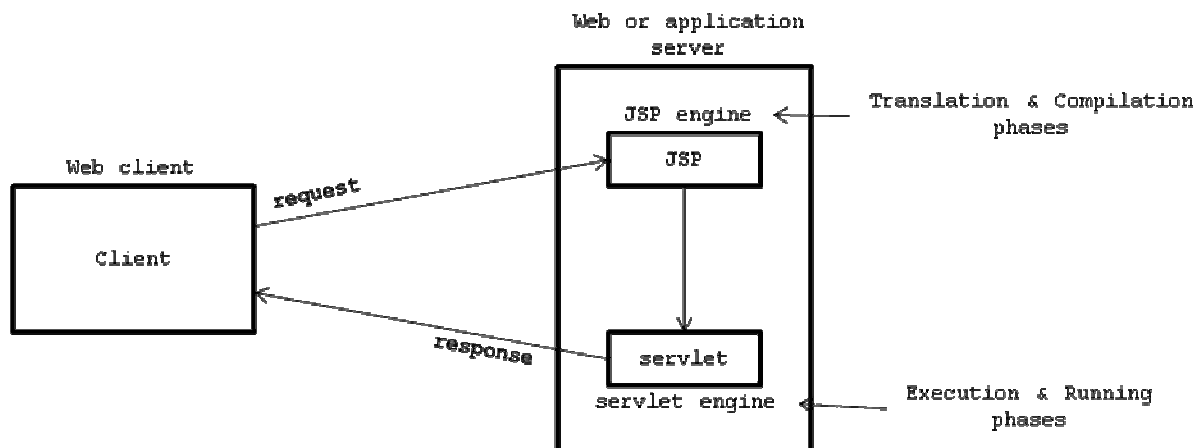 Web or application
server
JSP engine
Translation & Compilation
phases
JSP
Web client
request
Client
response
servlet
servlet engine
Execution & Running
phases